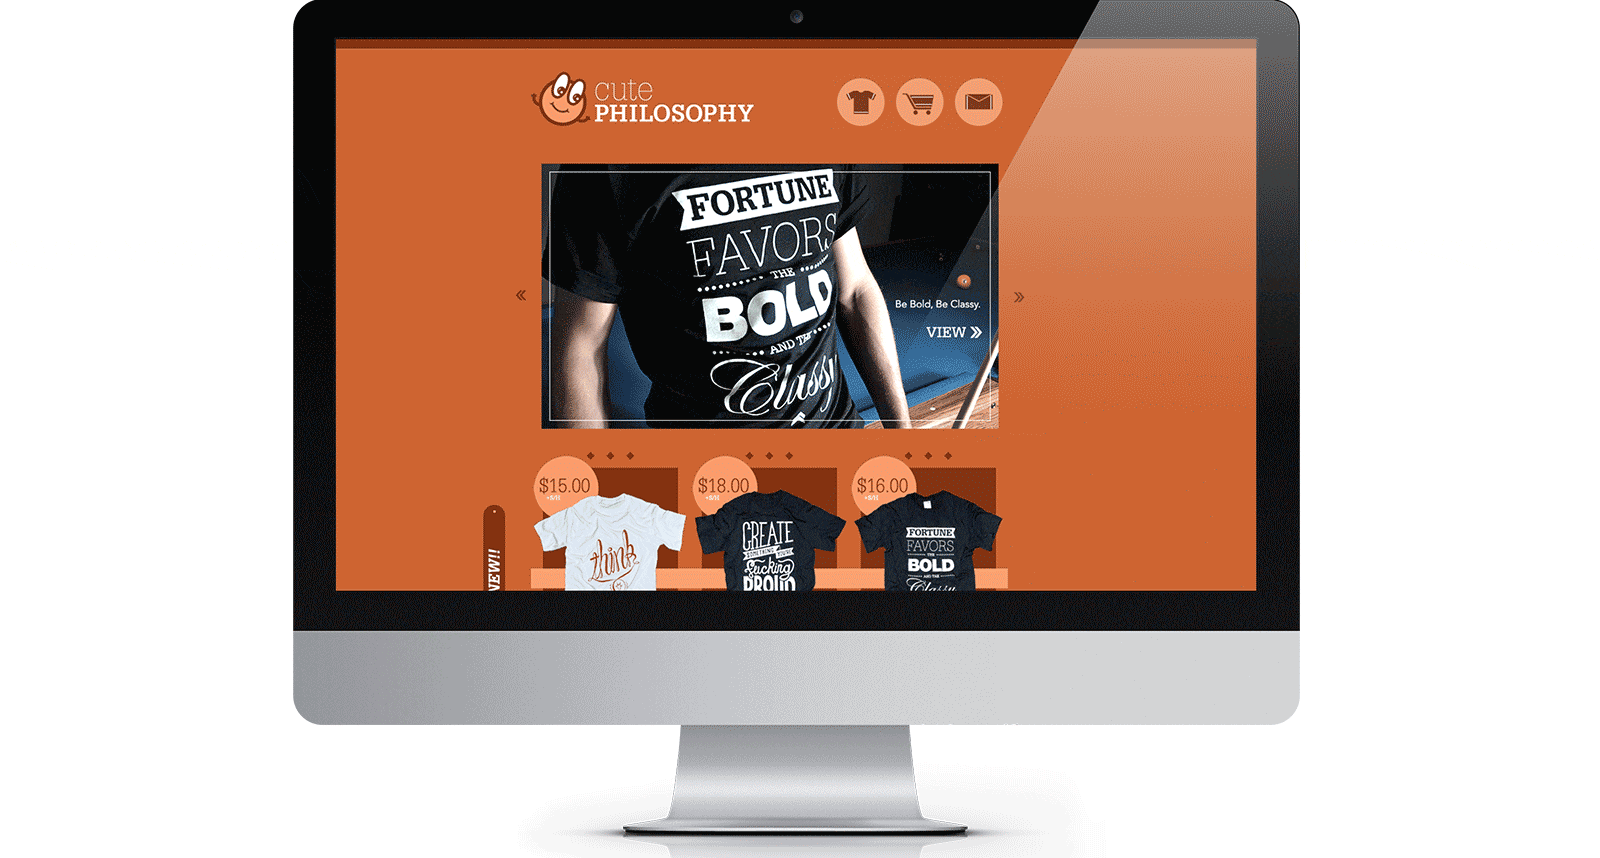 cute
PHILOSOPHY
FORTUNE
FAVORS
THE
BOLD
AND THE
Classy
Be Bold, Be Classy.
VIEW »
$15.00
+S/H
$18.00
+S/H
$16.00
+S/H
NEW!!
think
CREATE
SOMETHING YOU'RE
Fucking
PROUD
FORTUNE
FAVORS
THE
BOLD
AND THE
Classy